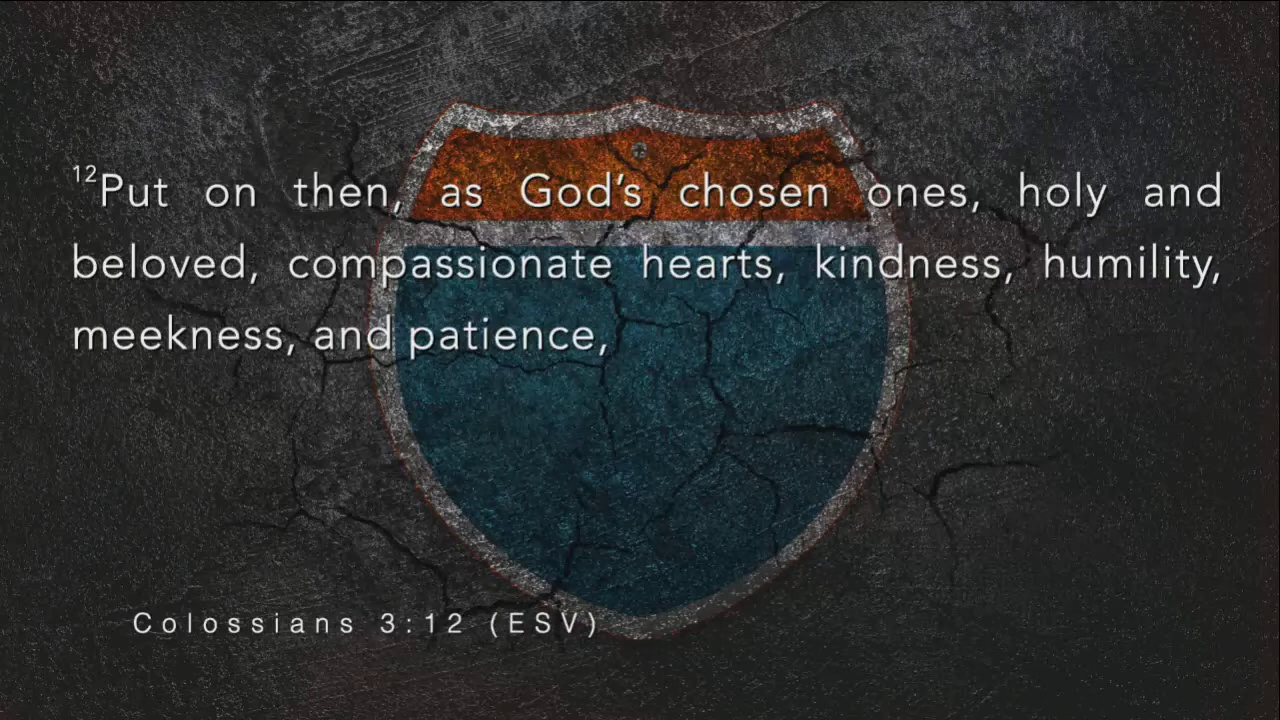 12Put on then, as God's chosen ones, holy and
beloved, compassionate hearts, kindness, humility,
meekness, and patience,
Colossians 3:12 (ESV)